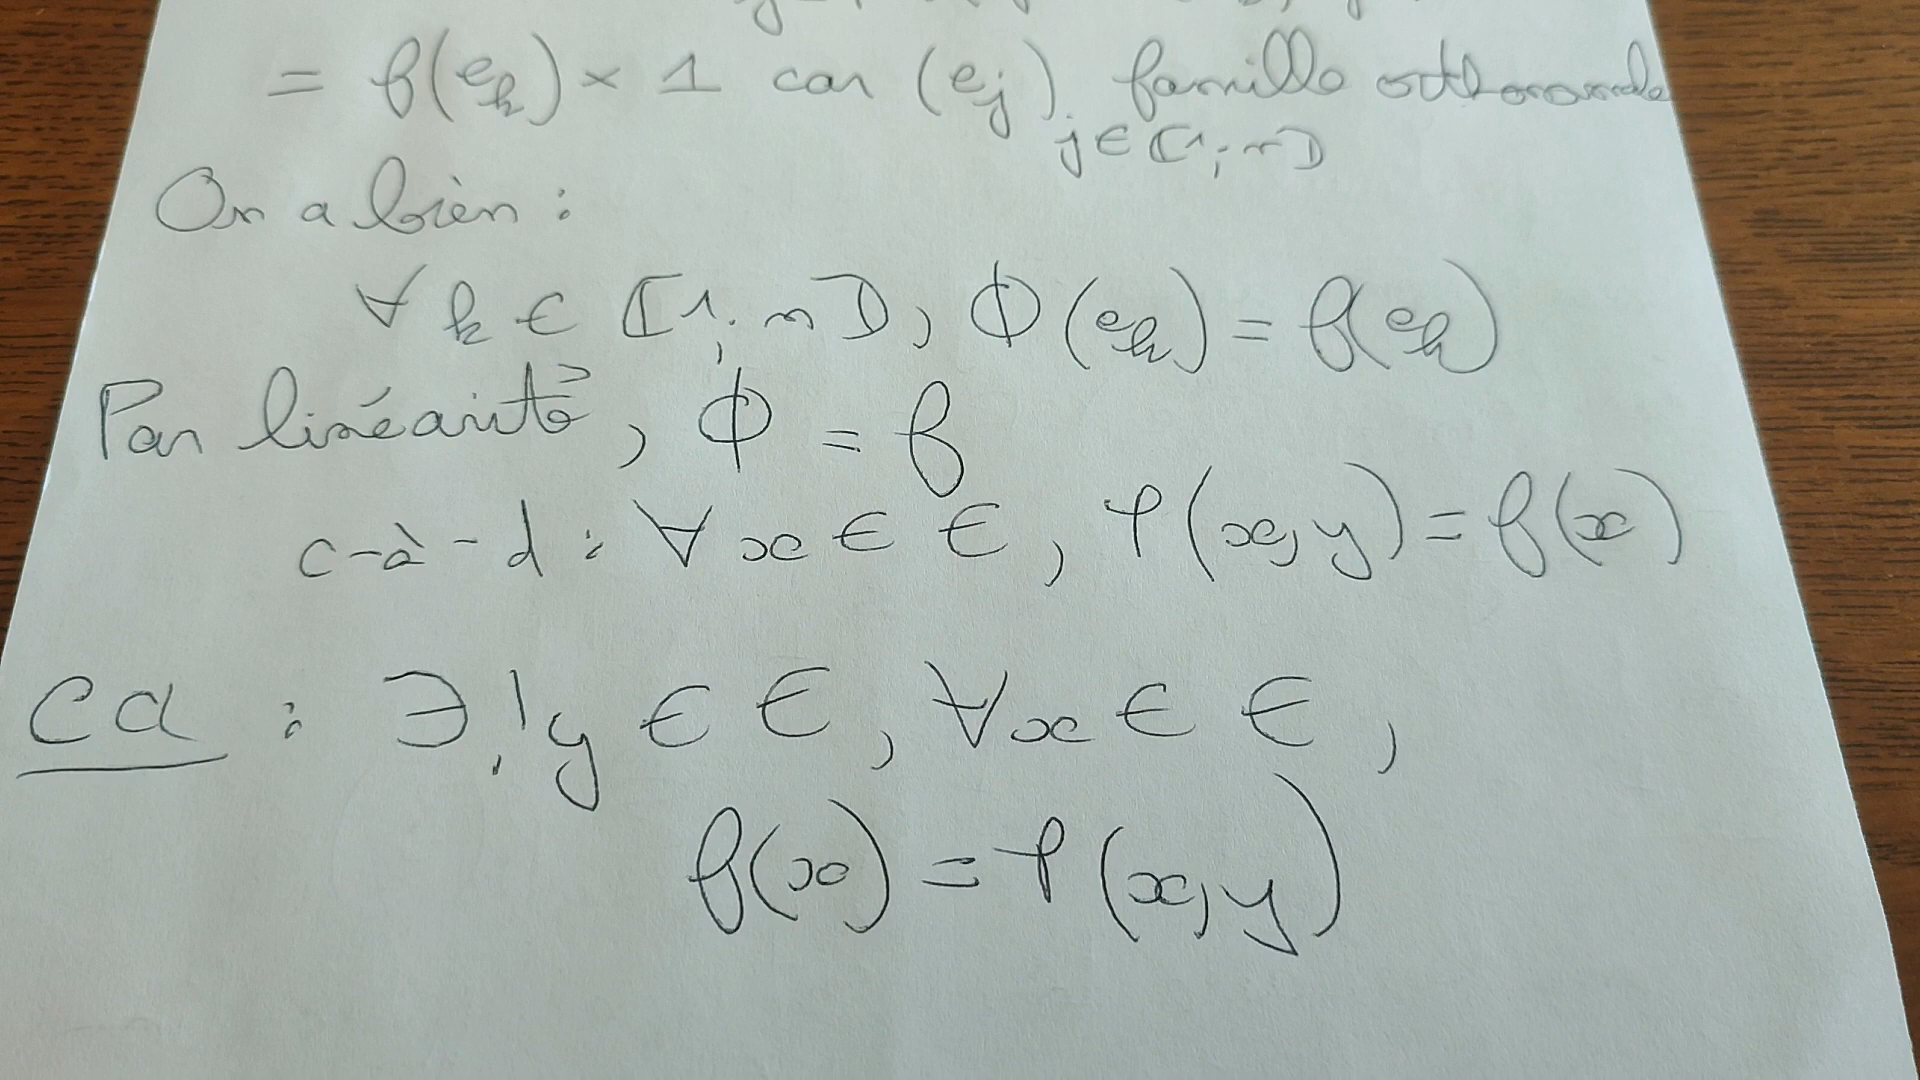 = f(e_k) × 1 car (e_j)_{j∈⟦1;n⟧} famille orthonormale
On a bien :
∀ k ∈ ⟦1;n⟧, Φ(e_k) = f(e_k)
Par linéarité, Φ = f
c-à-d : ∀ x ∈ E, φ(x, y) = f(x)
CCl : ∃! y ∈ E, ∀x ∈ E,
f(x) = φ(x, y)